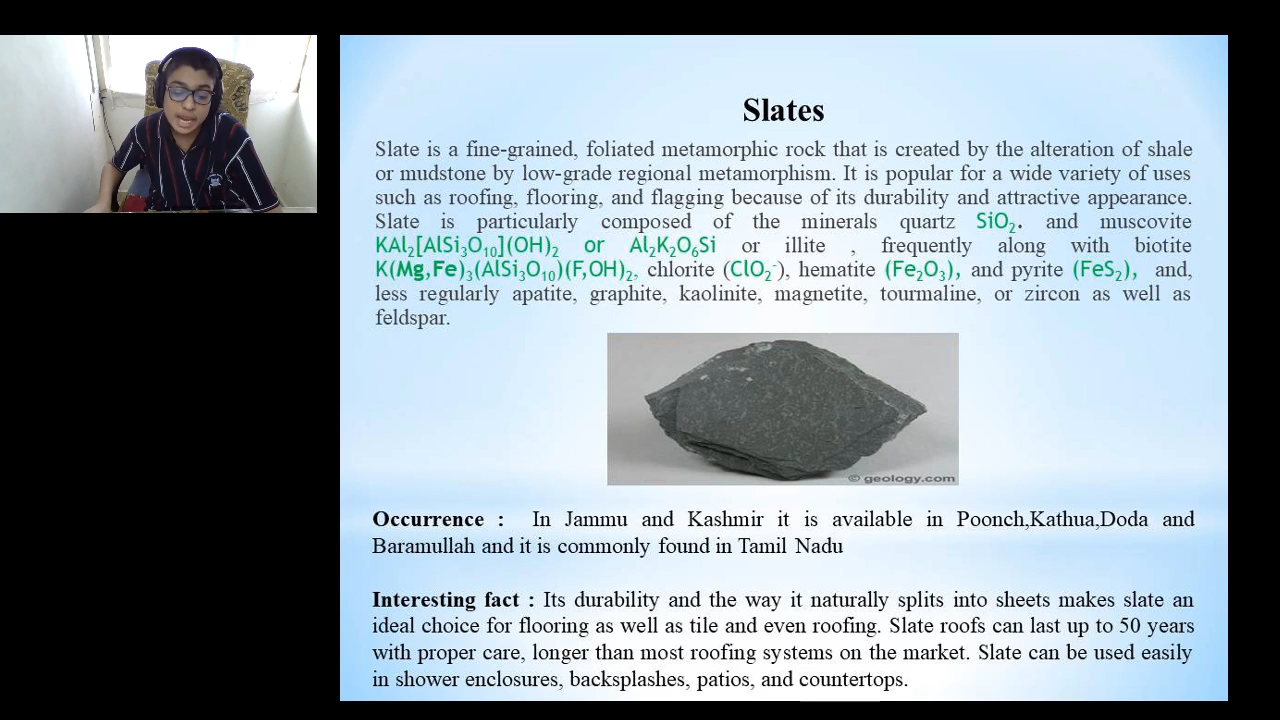 Slates
Slate is a fine-grained, foliated metamorphic rock that is created by the alteration of shale
or mudstone by low-grade regional metamorphism. It is popular for a wide variety of uses
such as roofing, flooring, and flagging because of its durability and attractive appearance.
Slate is particularly composed of the minerals quartz SiO₂. and muscovite
KAl₂[AlSi₃O₁₀](OH)₂ or Al₂K₂O₆Si or illite , frequently along with biotite
K(Mg,Fe)₃(AlSi₃O₁₀)(F,OH)₂, chlorite (ClO₂⁻), hematite (Fe₂O₃), and pyrite (FeS₂), and,
less regularly apatite, graphite, kaolinite, magnetite, tourmaline, or zircon as well as
feldspar.
© geology.com
Occurrence : In Jammu and Kashmir it is available in Poonch,Kathua,Doda and
Baramullah and it is commonly found in Tamil Nadu
Interesting fact : Its durability and the way it naturally splits into sheets makes slate an
ideal choice for flooring as well as tile and even roofing. Slate roofs can last up to 50 years
with proper care, longer than most roofing systems on the market. Slate can be used easily
in shower enclosures, backsplashes, patios, and countertops.